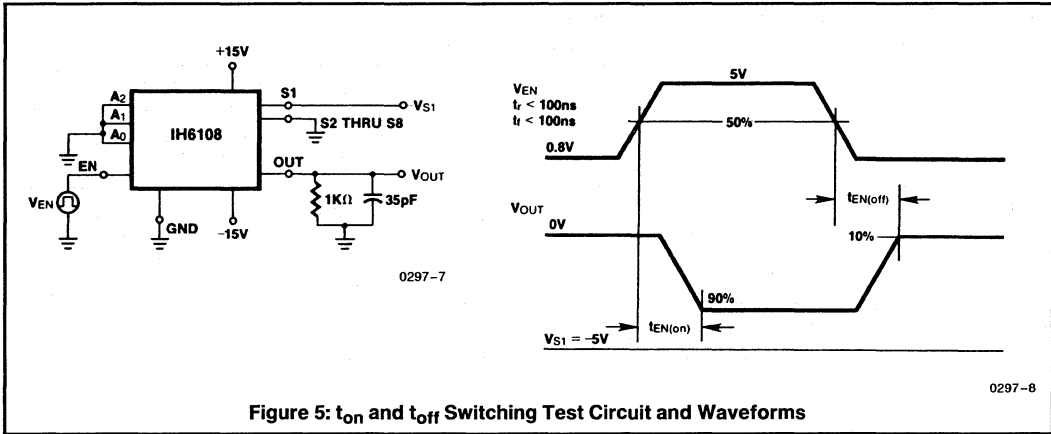 +15V
A2
A1
A0
IH6108
S1
VS1
S2 THRU S8
EN
OUT
VOUT
VEN
1KΩ
35pF
GND
-15V
0297-7
VEN
tr < 100ns
tf < 100ns
5V
50%
0.8V
tEN(off)
VOUT
0V
10%
90%
tEN(on)
VS1 = -5V
0297-8
Figure 5: ton and toff Switching Test Circuit and Waveforms